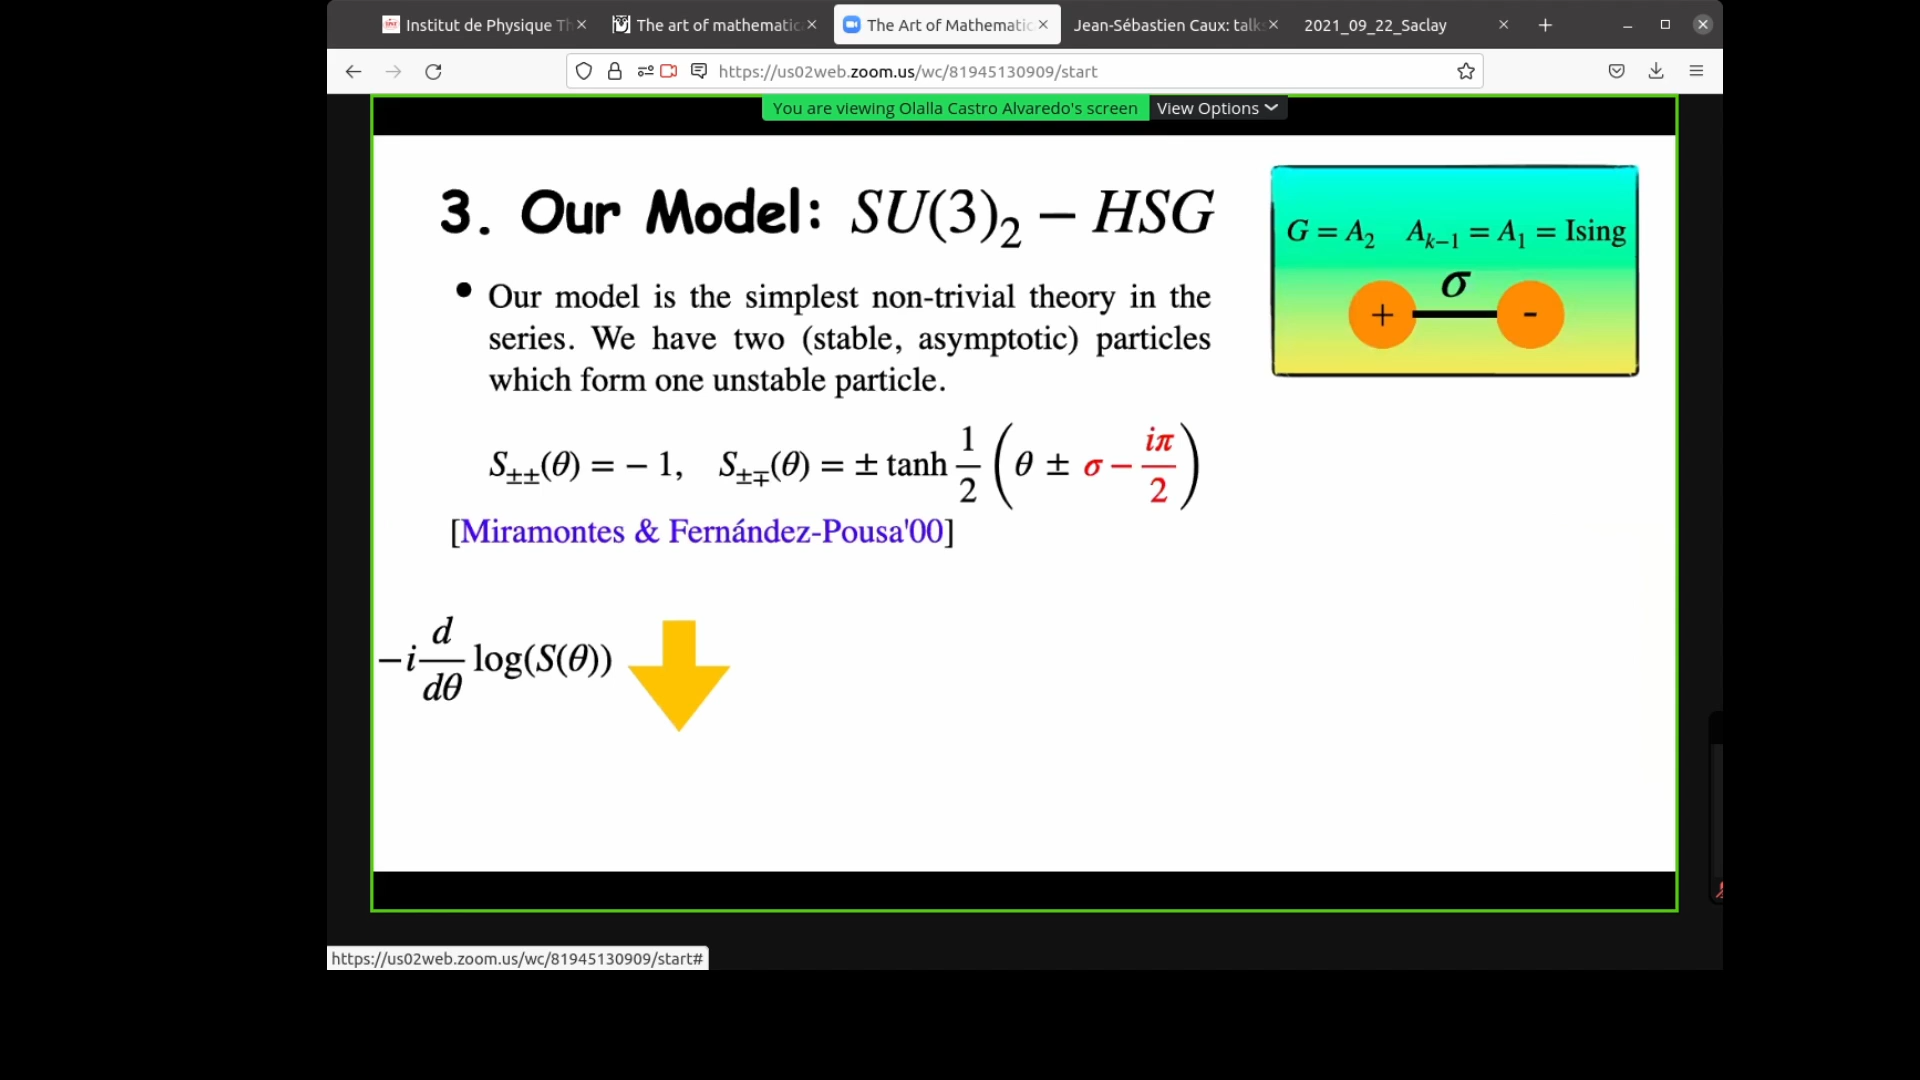 Institut de Physique Th
The art of mathematic
The Art of Mathematic
Jean-Sébastien Caux: talk
2021_09_22_Saclay
https://us02web.zoom.us/wc/81945130909/start
You are viewing Olalla Castro Alvaredo's screen
View Options
3. Our Model: SU(3)₂ − HSG
G = A₂ A_{k−1} = A₁ = Ising
σ
+ -
• Our model is the simplest non-trivial theory in the
series. We have two (stable, asymptotic) particles
which form one unstable particle.
S_{±±}(θ) = − 1, S_{±∓}(θ) = ± tanh 1/2 (θ ± σ − iπ/2)
[Miramontes & Fernández-Pousa'00]
−i d/dθ log(S(θ))
https://us02web.zoom.us/wc/81945130909/start#